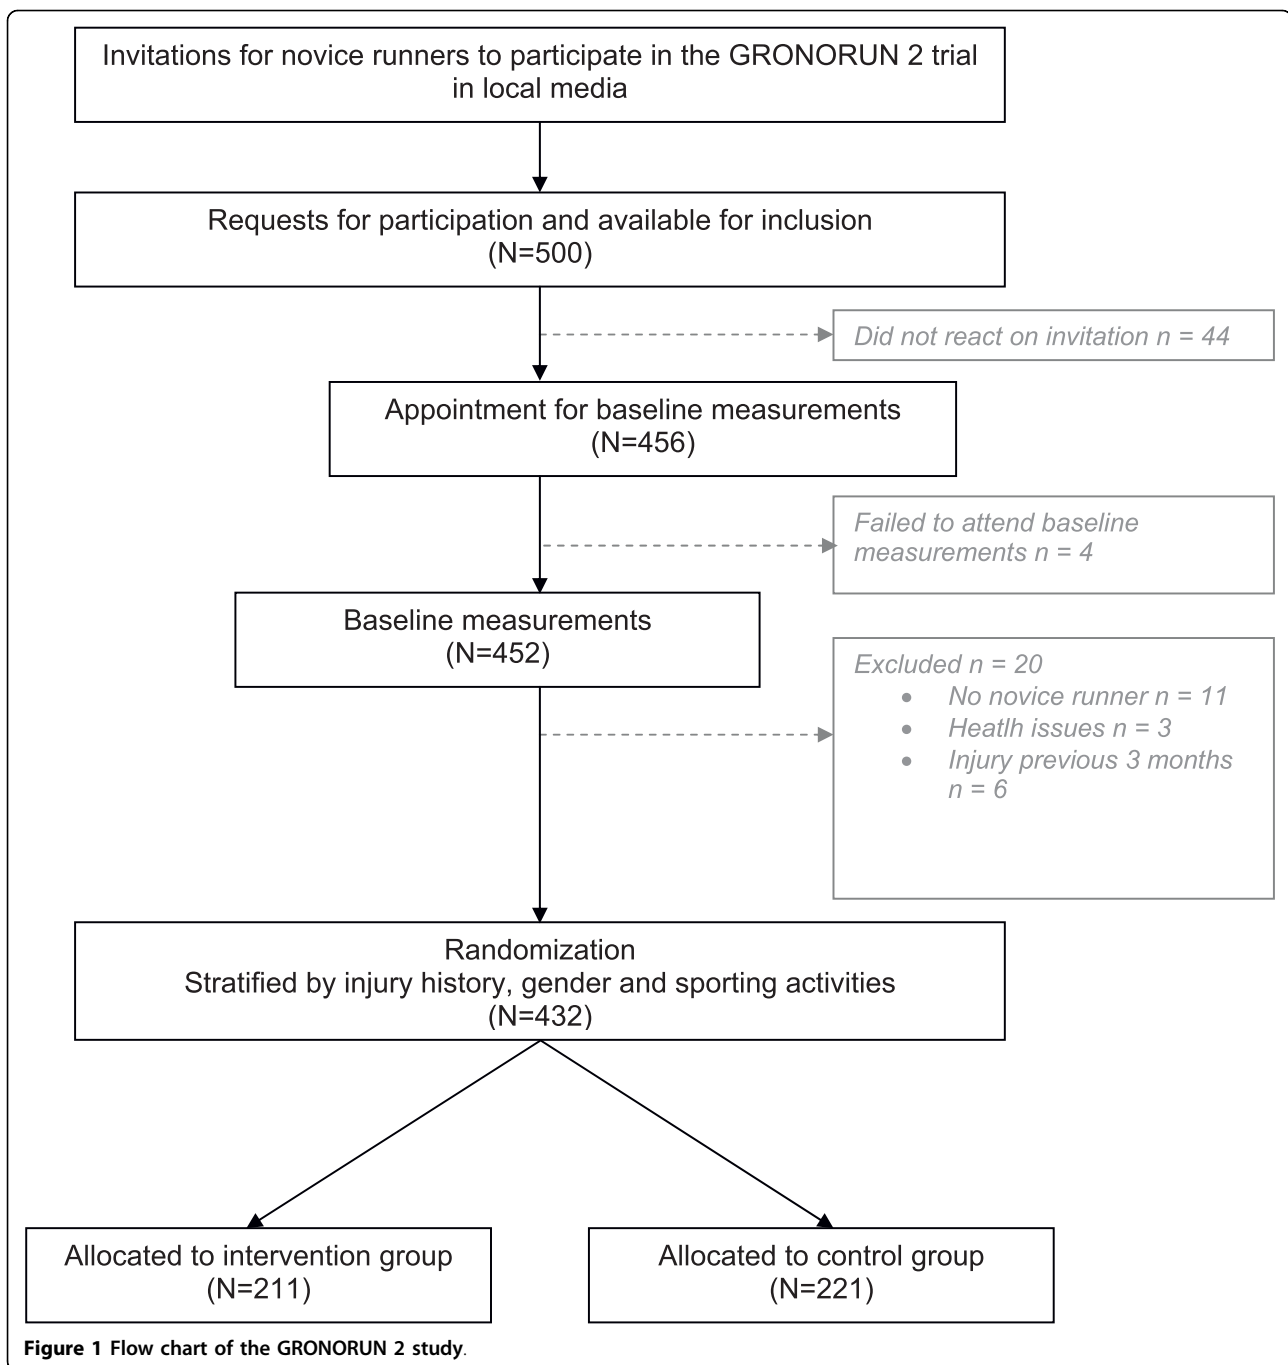 Invitations for novice runners to participate in the GRONORUN 2 trial
in local media
Requests for participation and available for inclusion
(N=500)
Did not react on invitation n = 44
Appointment for baseline measurements
(N=456)
Failed to attend baseline
measurements n = 4
Baseline measurements
(N=452)
Excluded n = 20
• No novice runner n = 11
• Heatlh issues n = 3
• Injury previous 3 months
n = 6
Randomization
Stratified by injury history, gender and sporting activities
(N=432)
Allocated to intervention group
(N=211)
Allocated to control group
(N=221)
Figure 1 Flow chart of the GRONORUN 2 study.